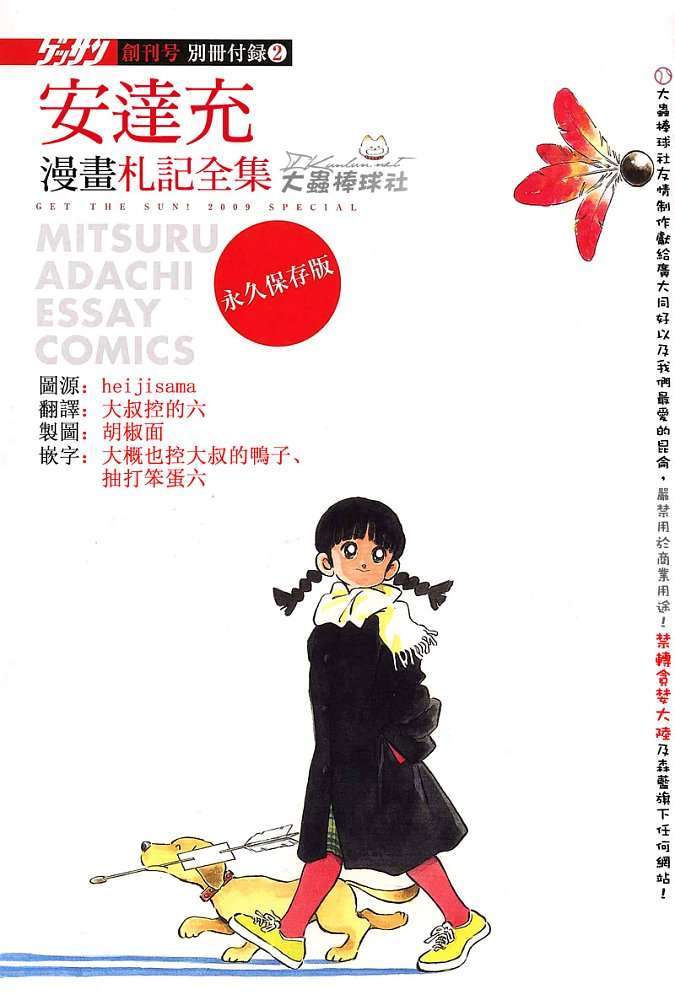 ゲッサン 創刊号 別冊付録❷
安達充
漫畫札記全集
Kunlun.net
大蟲棒球社
GET THE SUN! 2009 SPECIAL
MITSURU
ADACHI
ESSAY
COMICS
永久保存版
圖源：heijisama
翻譯：大叔控的六
製圖：胡椒面
嵌字：大概也控大叔的鴨子、
抽打笨蛋六
大蟲棒球社友情制作獻給廣大同好以及我們最愛的昆侖，嚴禁用於商業用途！禁轉貪婪大陸及森藍旗下任何網站！